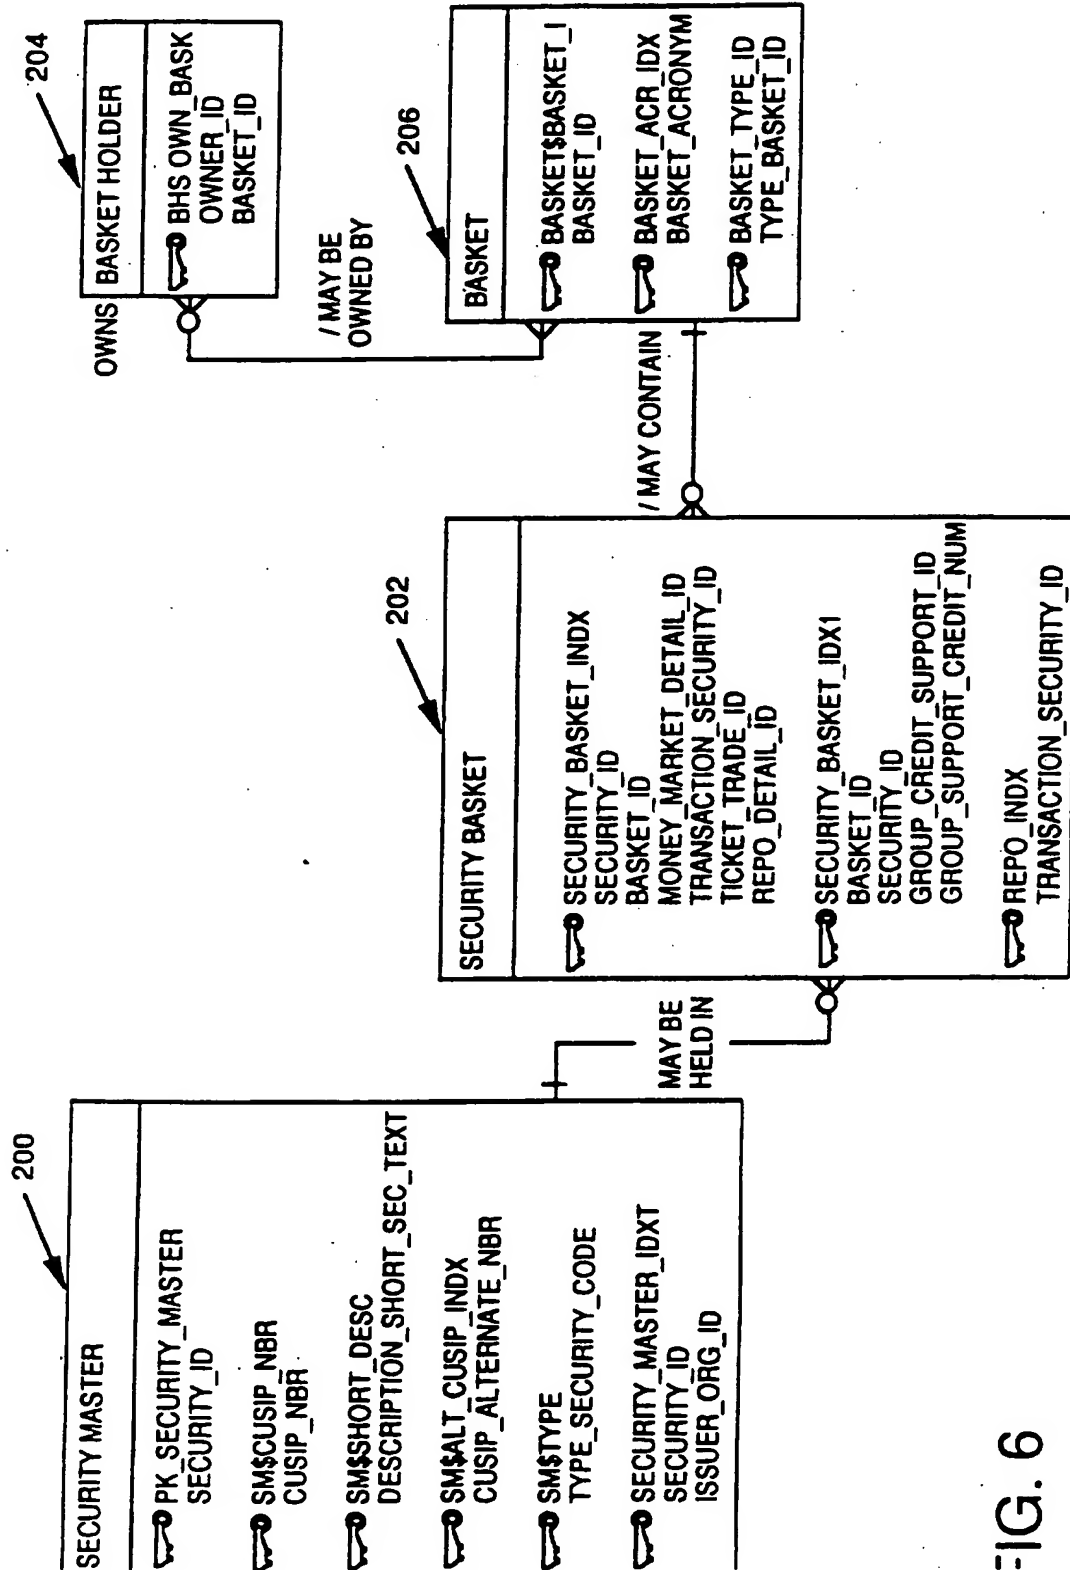 200
SECURITY MASTER
PK_SECURITY_MASTER
SECURITY_ID
SM$CUSIP_NBR
CUSIP_NBR
SM$SHORT_DESC
DESCRIPTION_SHORT_SEC_TEXT
SM$ALT_CUSIP_INDX
CUSIP_ALTERNATE_NBR
SM$TYPE
TYPE_SECURITY_CODE
SECURITY_MASTER_IDXT
SECURITY_ID
ISSUER_ORG_ID
MAY BE
HELD IN
202
SECURITY BASKET
SECURITY_BASKET_INDX
SECURITY_ID
BASKET_ID
MONEY_MARKET_DETAIL_ID
TRANSACTION_SECURITY_ID
TICKET_TRADE_ID
REPO_DETAIL_ID
SECURITY_BASKET_IDX1
BASKET_ID
SECURITY_ID
GROUP_CREDIT_SUPPORT_ID
GROUP_SUPPORT_CREDIT_NUM
REPO_INDX
TRANSACTION_SECURITY_ID
/ MAY CONTAIN
204
OWNS
BASKET HOLDER
BHS OWN_BASK
OWNER_ID
BASKET_ID
/ MAY BE
OWNED BY
206
BASKET
BASKET$BASKET_I
BASKET_ID
BASKET_ACR_IDX
BASKET_ACRONYM
BASKET_TYPE_ID
TYPE_BASKET_ID
FIG. 6